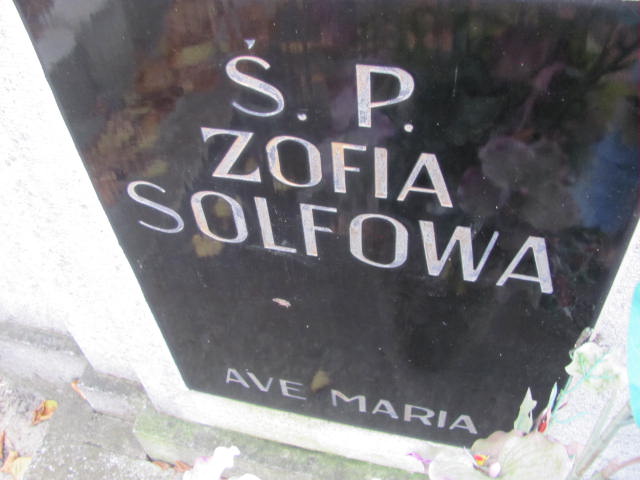 Ś. P.
ZOFIA
SOLFOWA
AVE MARIA